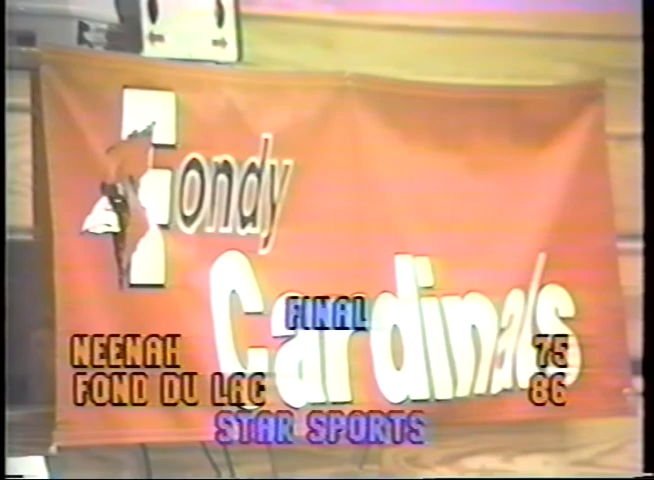 Fondy
Cardinals
FINAL
NEENAH 75
FOND DU LAC 86
STAR SPORTS